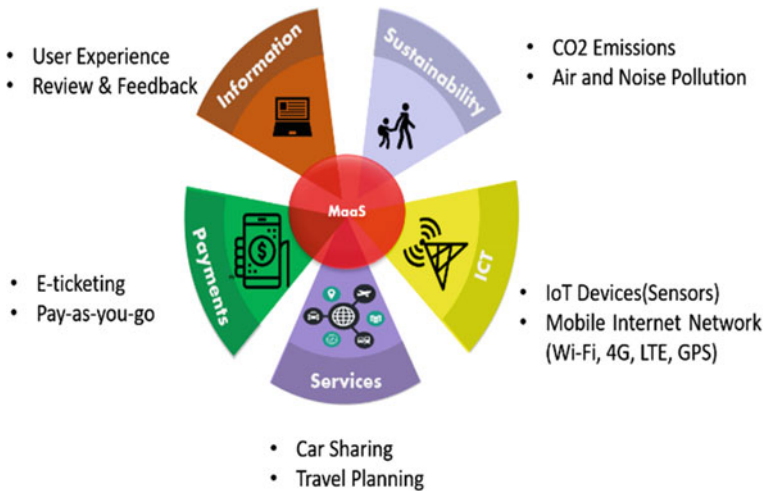 • User Experience
• Review & Feedback
Information
Sustainability
• CO2 Emissions
• Air and Noise Pollution
MaaS
Payments
$
ICT
• E-ticketing
• Pay-as-you-go
• IoT Devices(Sensors)
• Mobile Internet Network
(Wi-Fi, 4G, LTE, GPS)
Services
• Car Sharing
• Travel Planning